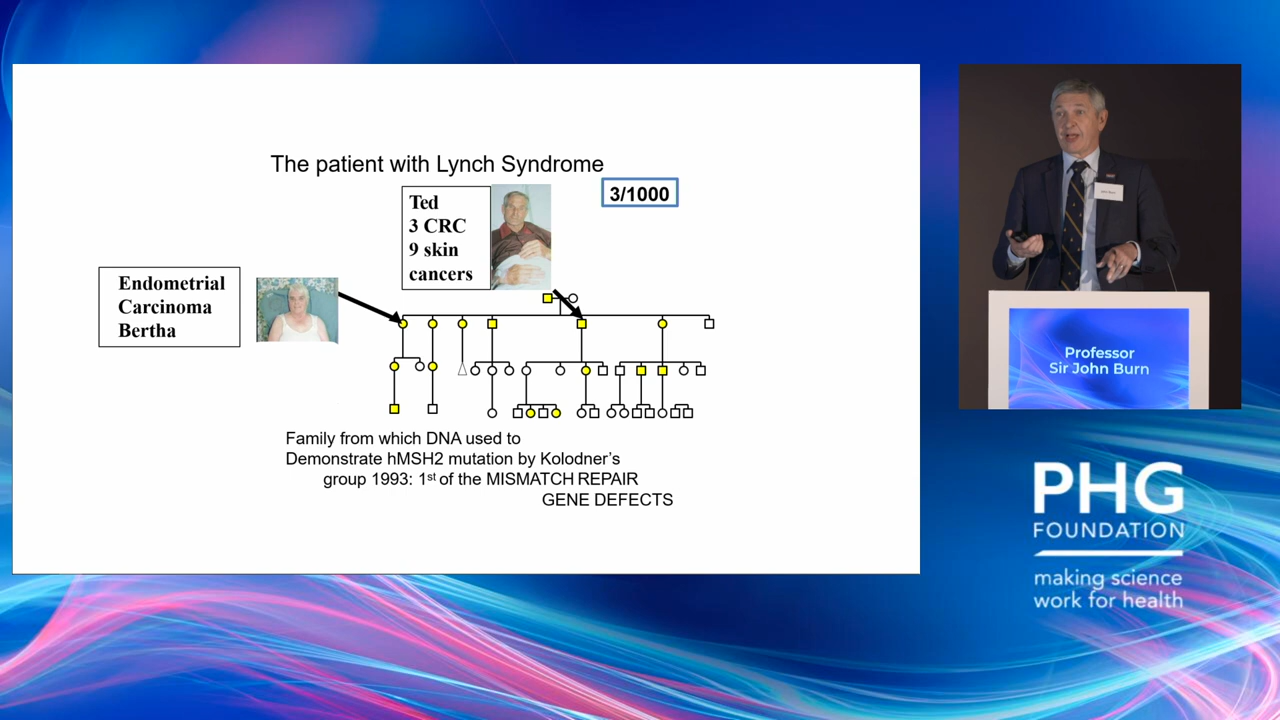 The patient with Lynch Syndrome
Ted
3 CRC
9 skin
cancers
3/1000
Endometrial
Carcinoma
Bertha
Family from which DNA used to
Demonstrate hMSH2 mutation by Kolodner’s
group 1993: 1st of the MISMATCH REPAIR
GENE DEFECTS
Professor
Sir John Burn
PHG
FOUNDATION
making science
work for health